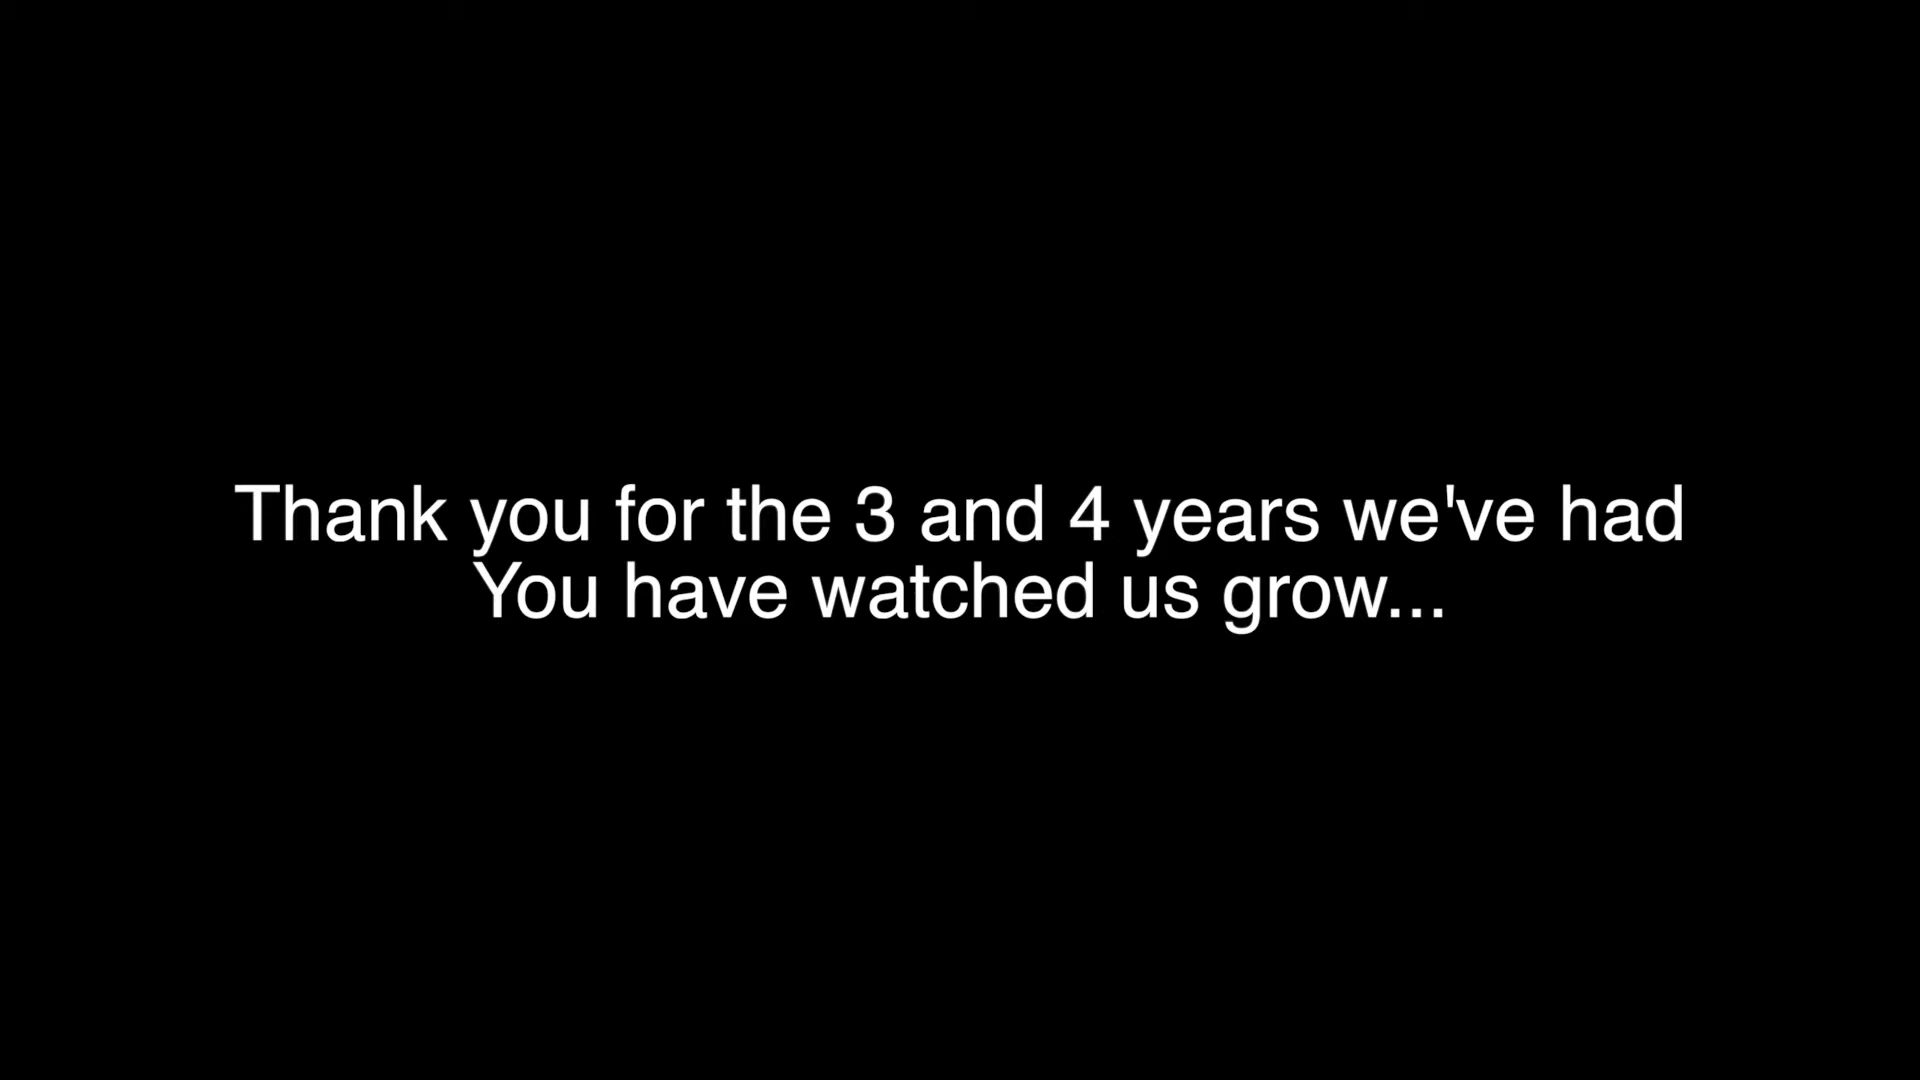 Thank you for the 3 and 4 years we've had
You have watched us grow...